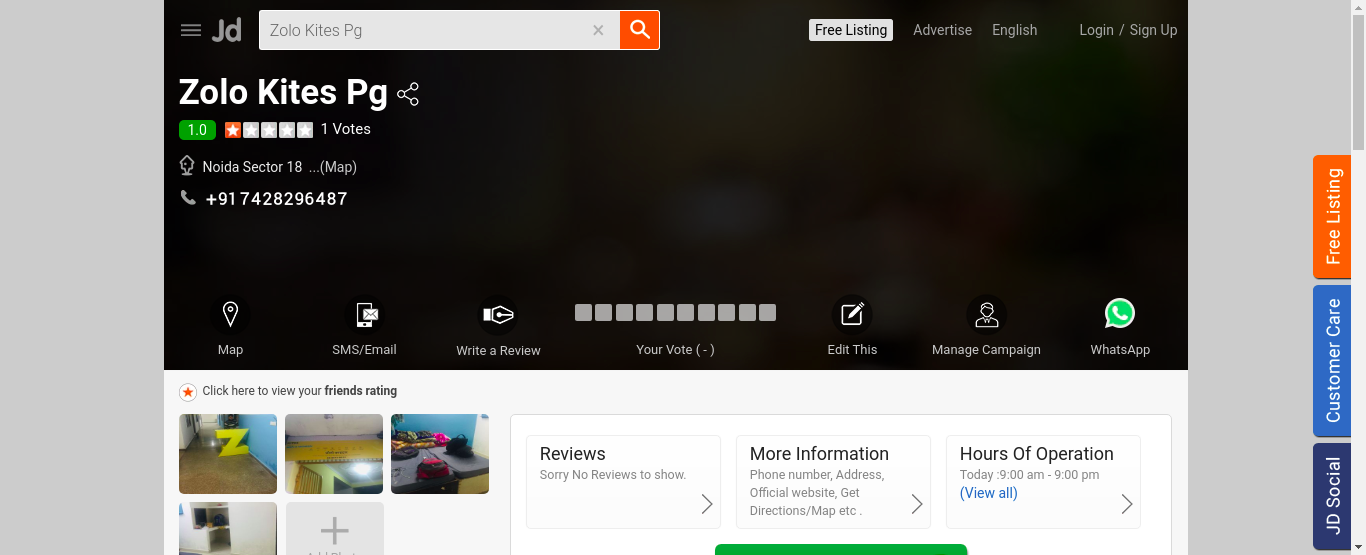 Jd
Zolo Kites Pg
Free Listing
Advertise
English
Login / Sign Up
Zolo Kites Pg
1.0
1 Votes
Noida Sector 18 ...(Map)
+917428296487
Map
SMS/Email
Write a Review
Your Vote ( - )
Edit This
Manage Campaign
WhatsApp
Click here to view your friends rating
Reviews
Sorry No Reviews to show.
More Information
Phone number, Address,
Official website, Get
Directions/Map etc .
Hours Of Operation
Today :9:00 am - 9:00 pm
(View all)
Free Listing
Customer Care
JD Social